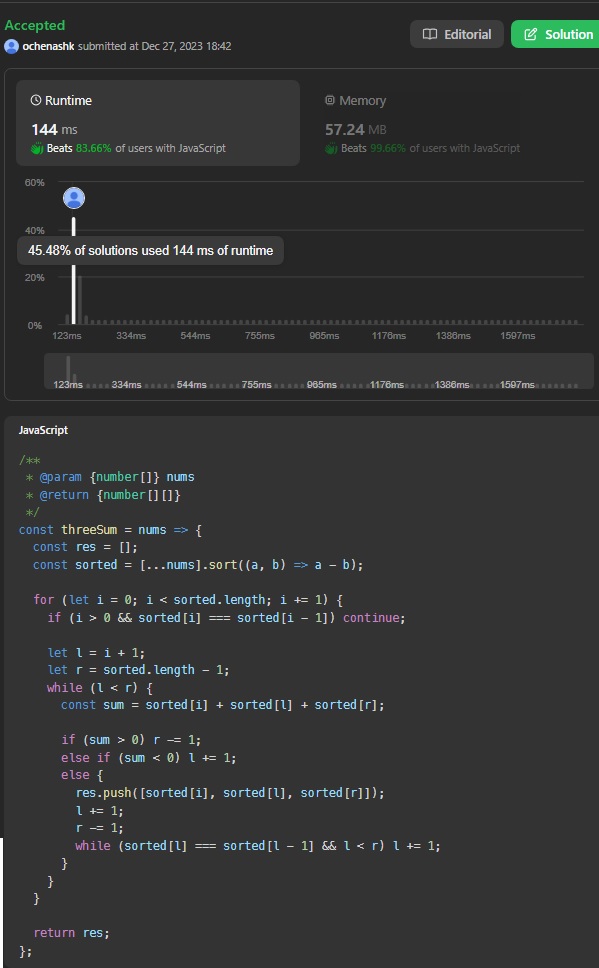 Accepted
ochenashk submitted at Dec 27, 2023 18:42
Editorial
Solution
Runtime
144 ms
Beats 83.66% of users with JavaScript
Memory
57.24 MB
Beats 99.66% of users with JavaScript
60%
40%
45.48% of solutions used 144 ms of runtime
20%
0%
123ms 334ms 544ms 755ms 965ms 1176ms 1386ms 1597ms
123ms 334ms 544ms 755ms 965ms 1176ms 1386ms 1597ms
JavaScript
/**
 * @param {number[]} nums
 * @return {number[][]}
 */
const threeSum = nums => {
  const res = [];
  const sorted = [...nums].sort((a, b) => a - b);
  for (let i = 0; i < sorted.length; i += 1) {
    if (i > 0 && sorted[i] === sorted[i - 1]) continue;
    let l = i + 1;
    let r = sorted.length - 1;
    while (l < r) {
      const sum = sorted[i] + sorted[l] + sorted[r];
      if (sum > 0) r -= 1;
      else if (sum < 0) l += 1;
      else {
        res.push([sorted[i], sorted[l], sorted[r]]);
        l += 1;
        r -= 1;
        while (sorted[l] === sorted[l - 1] && l < r) l += 1;
      }
    }
  }
  return res;
};